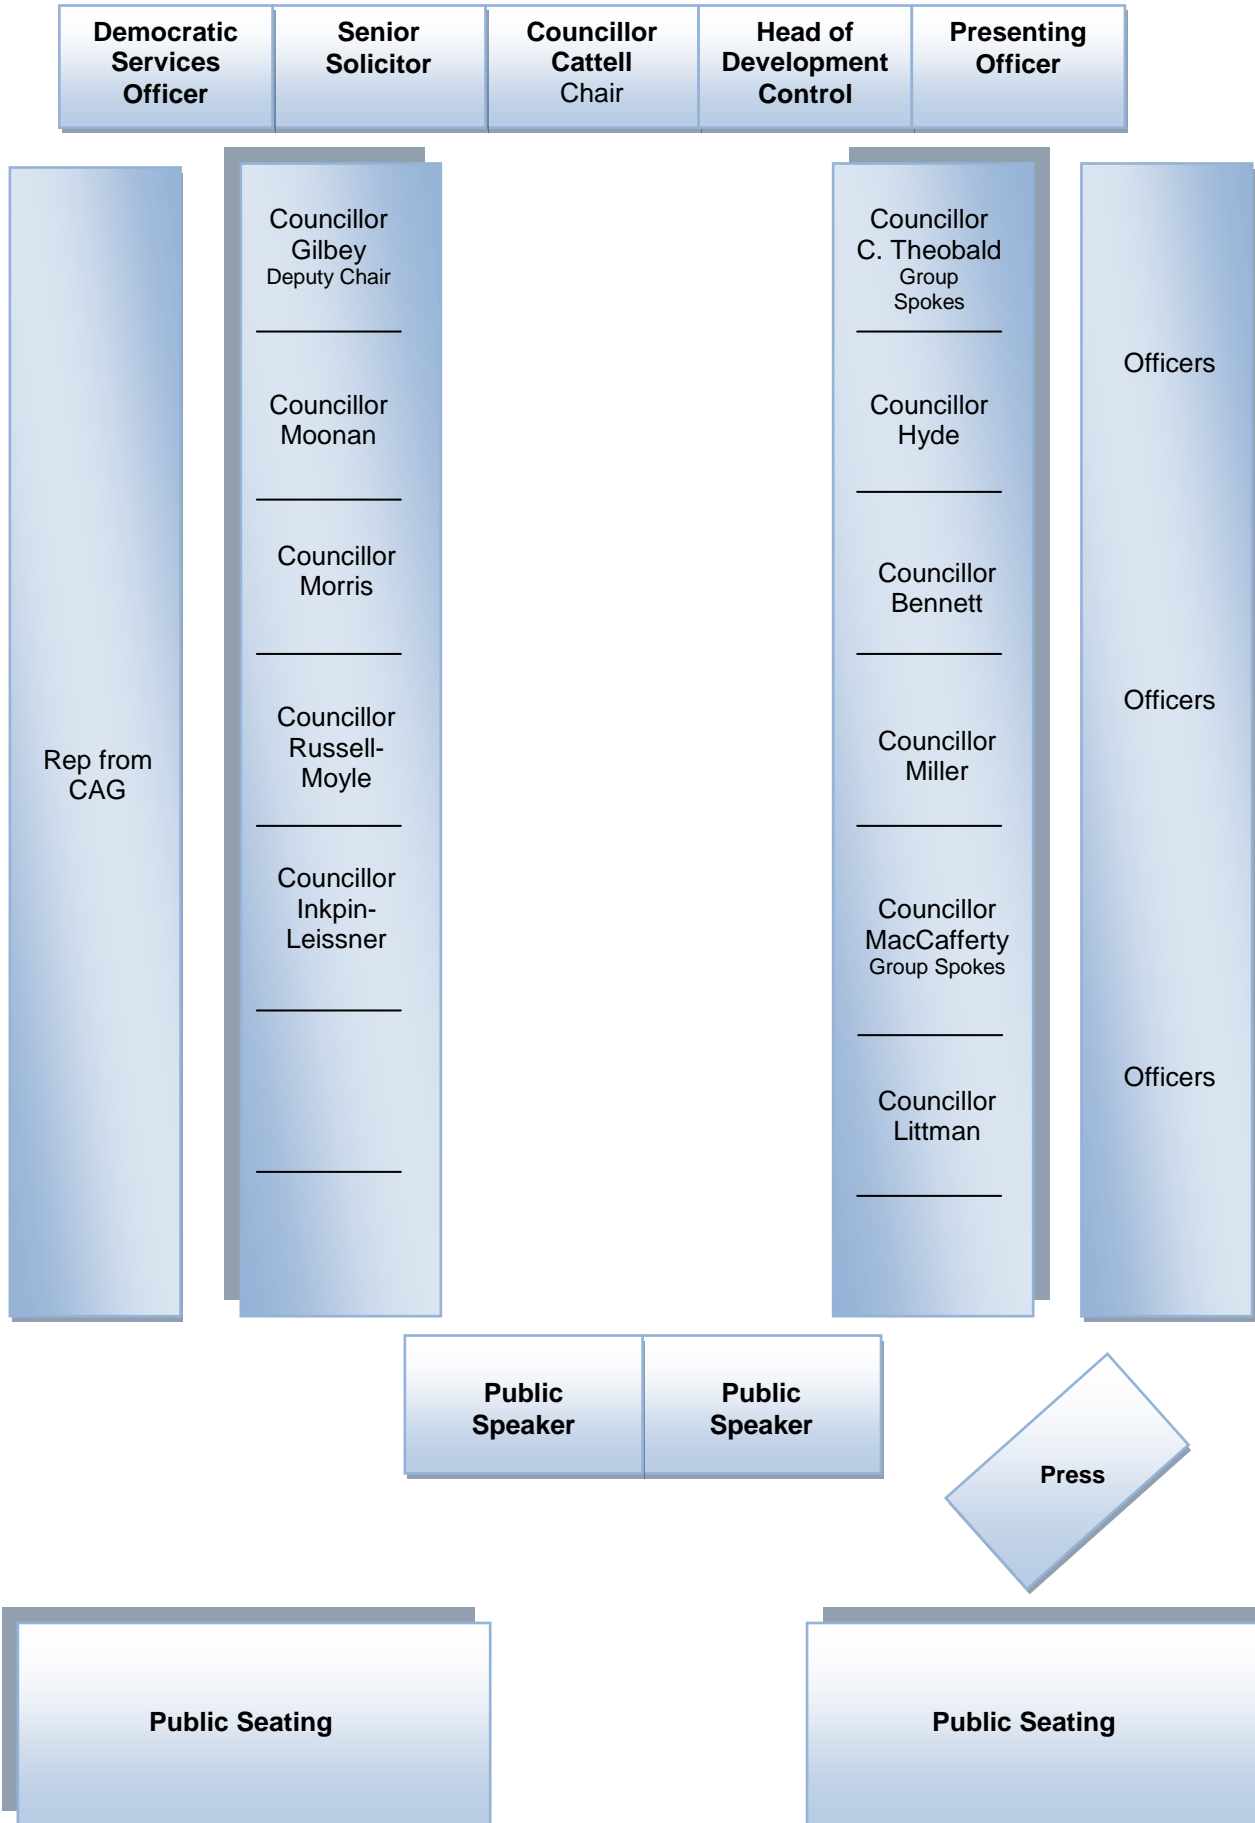 Democratic
Services
Officer
Senior
Solicitor
Councillor
Cattell
Chair
Head of
Development
Control
Presenting
Officer
Rep from
CAG
Councillor
Gilbey
Deputy Chair
Councillor
Moonan
Councillor
Morris
Councillor
Russell-
Moyle
Councillor
Inkpin-
Leissner
Councillor
C. Theobald
Group
Spokes
Councillor
Hyde
Councillor
Bennett
Councillor
Miller
Councillor
MacCafferty
Group Spokes
Councillor
Littman
Officers
Officers
Officers
Public
Speaker
Public
Speaker
Press
Public Seating
Public Seating